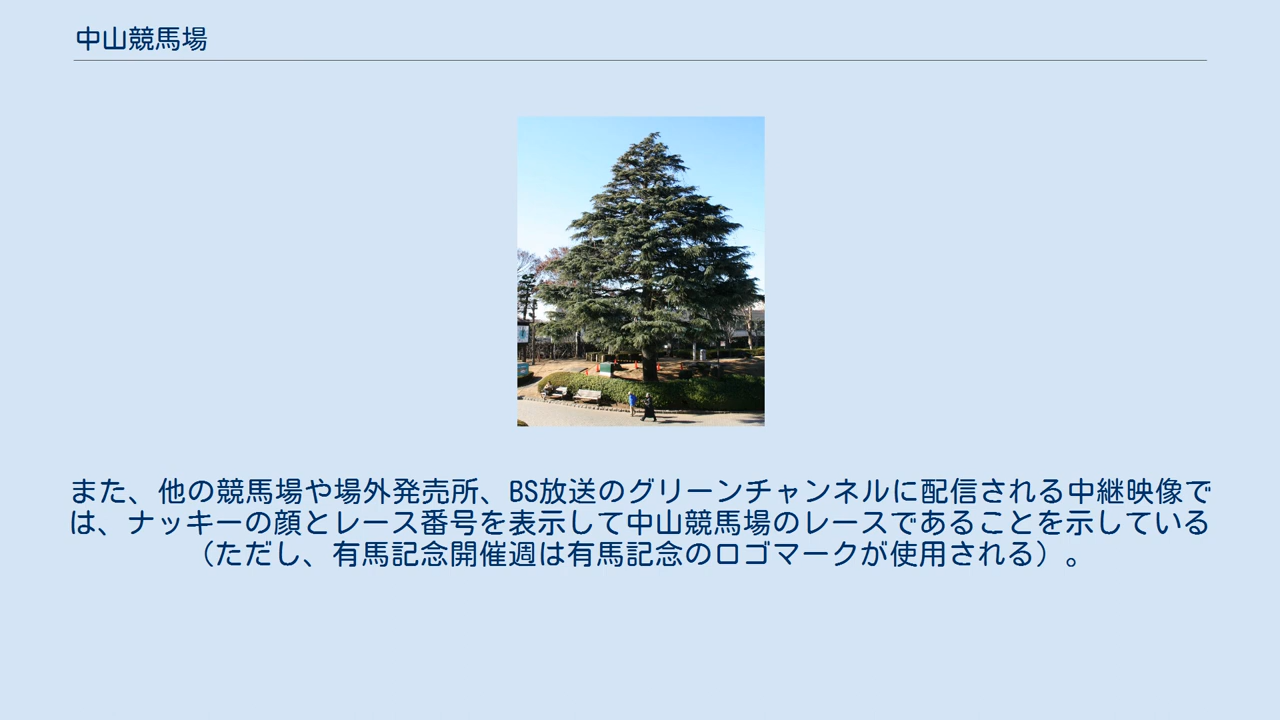 中山競馬場
また、他の競馬場や場外発売所、BS放送のグリーンチャンネルに配信される中継映像で
は、ナッキーの顔とレース番号を表示して中山競馬場のレースであることを示している
（ただし、有馬記念開催週は有馬記念のロゴマークが使用される）。